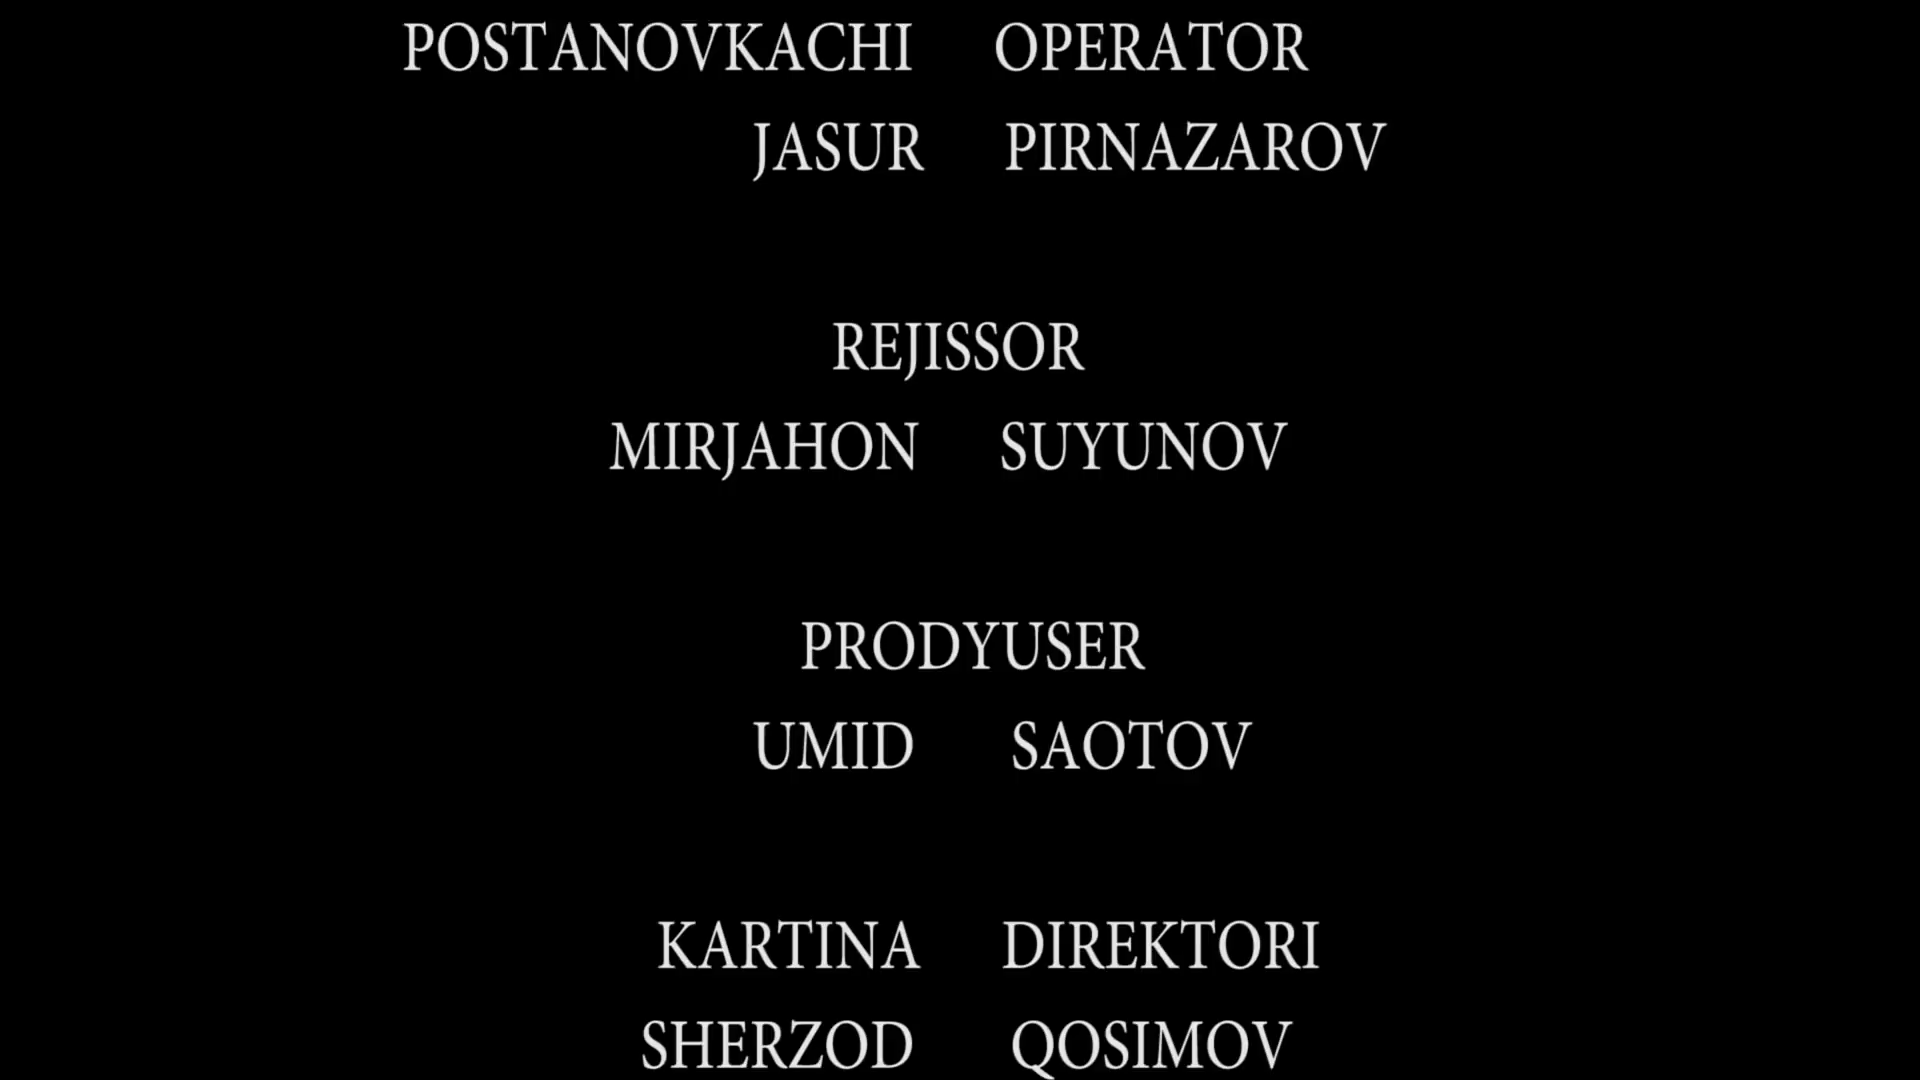 POSTANOVKACHI OPERATOR
JASUR PIRNAZAROV
REJISSOR
MIRJAHON SUYUNOV
PRODYUSER
UMID SAOTOV
KARTINA DIREKTORI
SHERZOD QOSIMOV